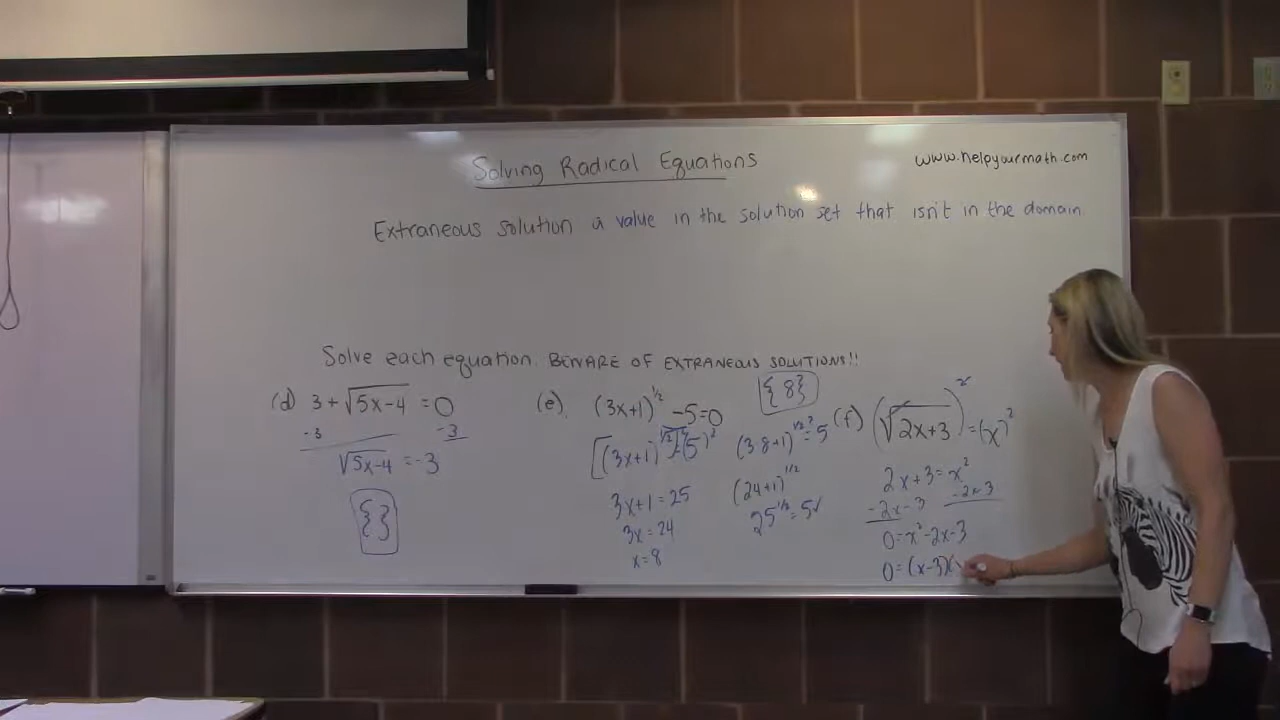 Solving Radical Equations
www.helpyourmath.com
Extraneous solution is a value in the solution set that isn't in the domain
Solve each equation. BEWARE OF EXTRANEOUS SOLUTIONS!!
(d) 3 + √(5x-4) = 0
-3 -3
√(5x-4) = -3
{ }
(e). (3x+1)^(1/2) - 5 = 0
[(3x+1)^(1/2)]^2 = (5)^2
3x+1 = 25
3x = 24
x = 8
{8}
(3·8+1)^(1/2) ?= 5
(24+1)^(1/2)
25^(1/2) = 5 ✓
(f) (√(2x+3))^2 = (x)^2
2x+3 = x^2
-2x-3 -2x-3
0 = x^2-2x-3
0 = (x-3)(